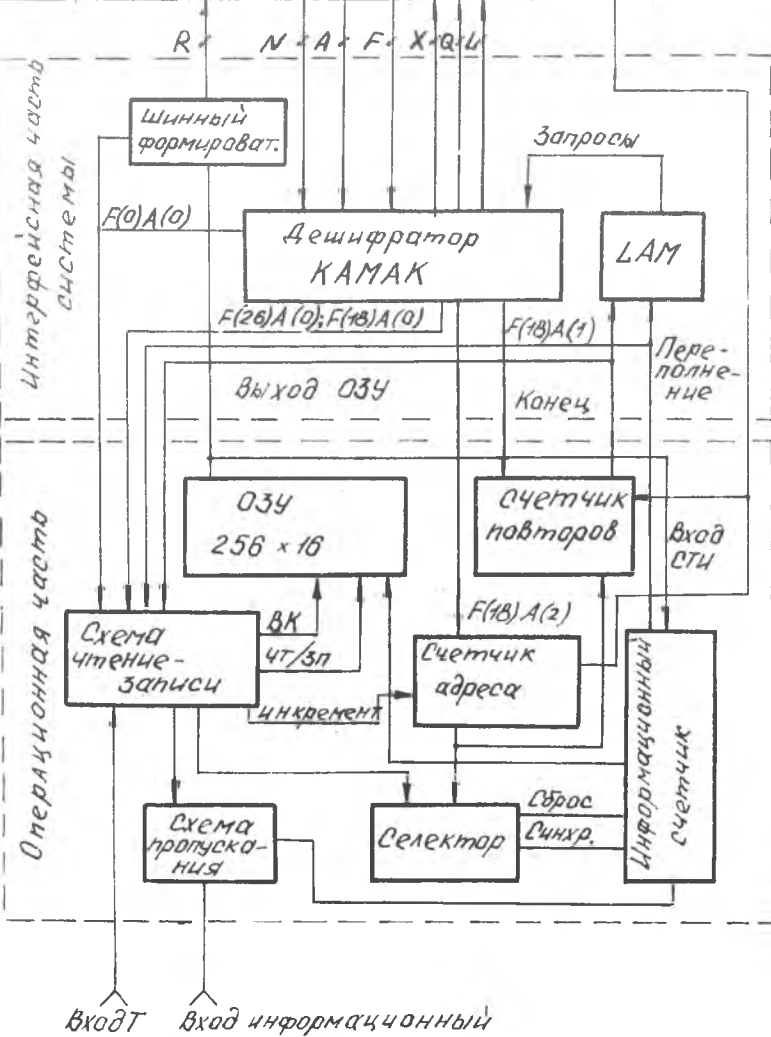 R N A F X Q L
Интерфейсная часть
системы
Шинный
формироват.
Запросы
F(0)A(0)
Дешифратор
КАМАК
LAM
F(26)A(0); F(18)A(0)
F(18)A(1)
Пере-
полне-
ние
Выход ОЗУ
Конец
Операционная часть
ОЗУ
256 × 16
Счетчик
повторов
Вход
СТИ
F(18)A(2)
Схема
чтение-
записи
ВК
ЧТ/ЗП
инкремент
Счетчик
адреса
Информационный
счетчик
Схема
пропуска-
ния
Селектор
Сброс
Синхр.
Вход Т
Вход информационный